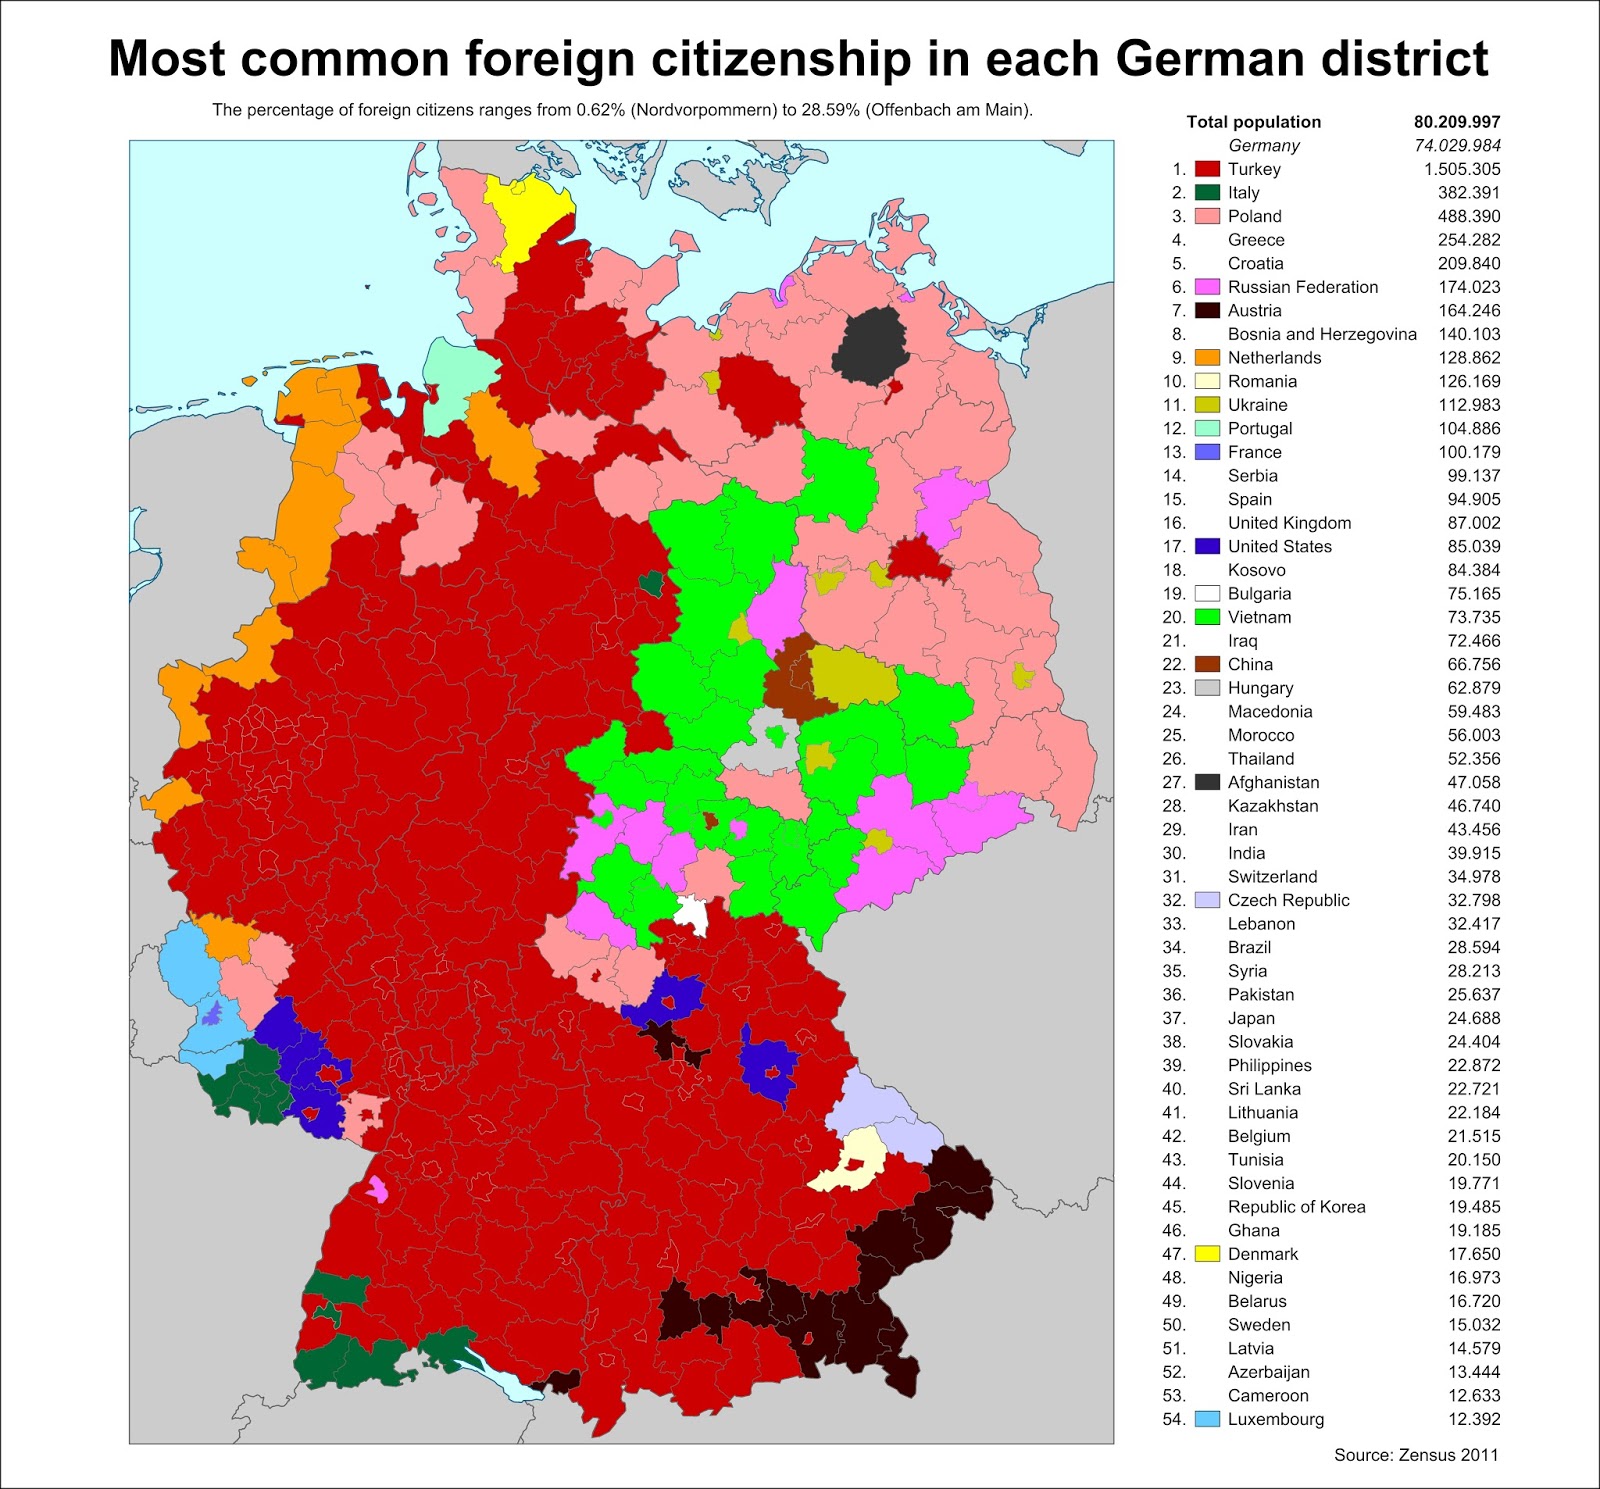 Most common foreign citizenship in each German district
The percentage of foreign citizens ranges from 0.62% (Nordvorpommern) to 28.59% (Offenbach am Main).
Total population 80.209.997
Germany 74.029.984
1. Turkey 1.505.305
2. Italy 382.391
3. Poland 488.390
4. Greece 254.282
5. Croatia 209.840
6. Russian Federation 174.023
7. Austria 164.246
8. Bosnia and Herzegovina 140.103
9. Netherlands 128.862
10. Romania 126.169
11. Ukraine 112.983
12. Portugal 104.886
13. France 100.179
14. Serbia 99.137
15. Spain 94.905
16. United Kingdom 87.002
17. United States 85.039
18. Kosovo 84.384
19. Bulgaria 75.165
20. Vietnam 73.735
21. Iraq 72.466
22. China 66.756
23. Hungary 62.879
24. Macedonia 59.483
25. Morocco 56.003
26. Thailand 52.356
27. Afghanistan 47.058
28. Kazakhstan 46.740
29. Iran 43.456
30. India 39.915
31. Switzerland 34.978
32. Czech Republic 32.798
33. Lebanon 32.417
34. Brazil 28.594
35. Syria 28.213
36. Pakistan 25.637
37. Japan 24.688
38. Slovakia 24.404
39. Philippines 22.872
40. Sri Lanka 22.721
41. Lithuania 22.184
42. Belgium 21.515
43. Tunisia 20.150
44. Slovenia 19.771
45. Republic of Korea 19.485
46. Ghana 19.185
47. Denmark 17.650
48. Nigeria 16.973
49. Belarus 16.720
50. Sweden 15.032
51. Latvia 14.579
52. Azerbaijan 13.444
53. Cameroon 12.633
54. Luxembourg 12.392
Source: Zensus 2011